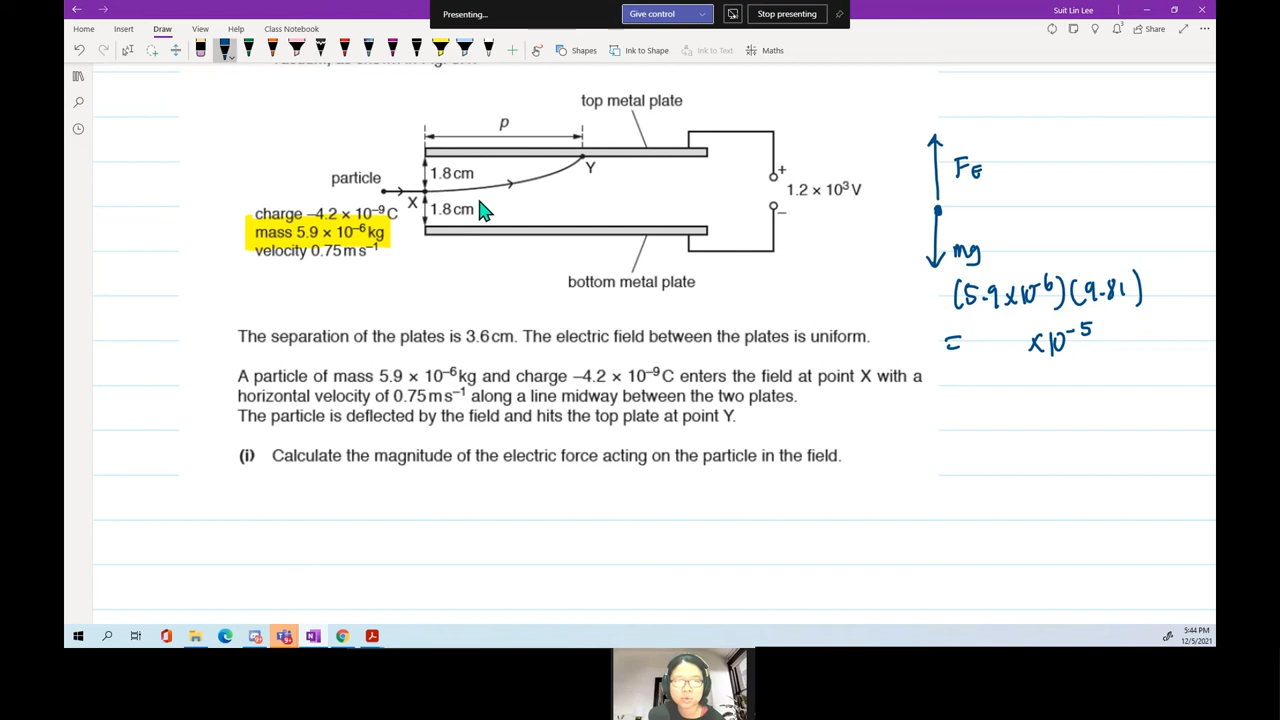 Presenting...
Give control
Stop presenting
Suit Lin Lee
Home
Insert
Draw
View
Help
Class Notebook
Share
Shapes
Ink to Shape
Ink to Text
Maths
top metal plate
p
particle
1.8 cm
Y
+
1.2 × 10³ V
X
1.8 cm
–
charge –4.2 × 10⁻⁹ C
mass 5.9 × 10⁻⁶ kg
velocity 0.75 m s⁻¹
bottom metal plate
F_E
mg
(5.9×10⁻⁶)(9.81)
= ×10⁻⁵
The separation of the plates is 3.6 cm. The electric field between the plates is uniform.
A particle of mass 5.9 × 10⁻⁶ kg and charge –4.2 × 10⁻⁹ C enters the field at point X with a
horizontal velocity of 0.75 m s⁻¹ along a line midway between the two plates.
The particle is deflected by the field and hits the top plate at point Y.
(i) Calculate the magnitude of the electric force acting on the particle in the field.
5:44 PM
12/5/2021